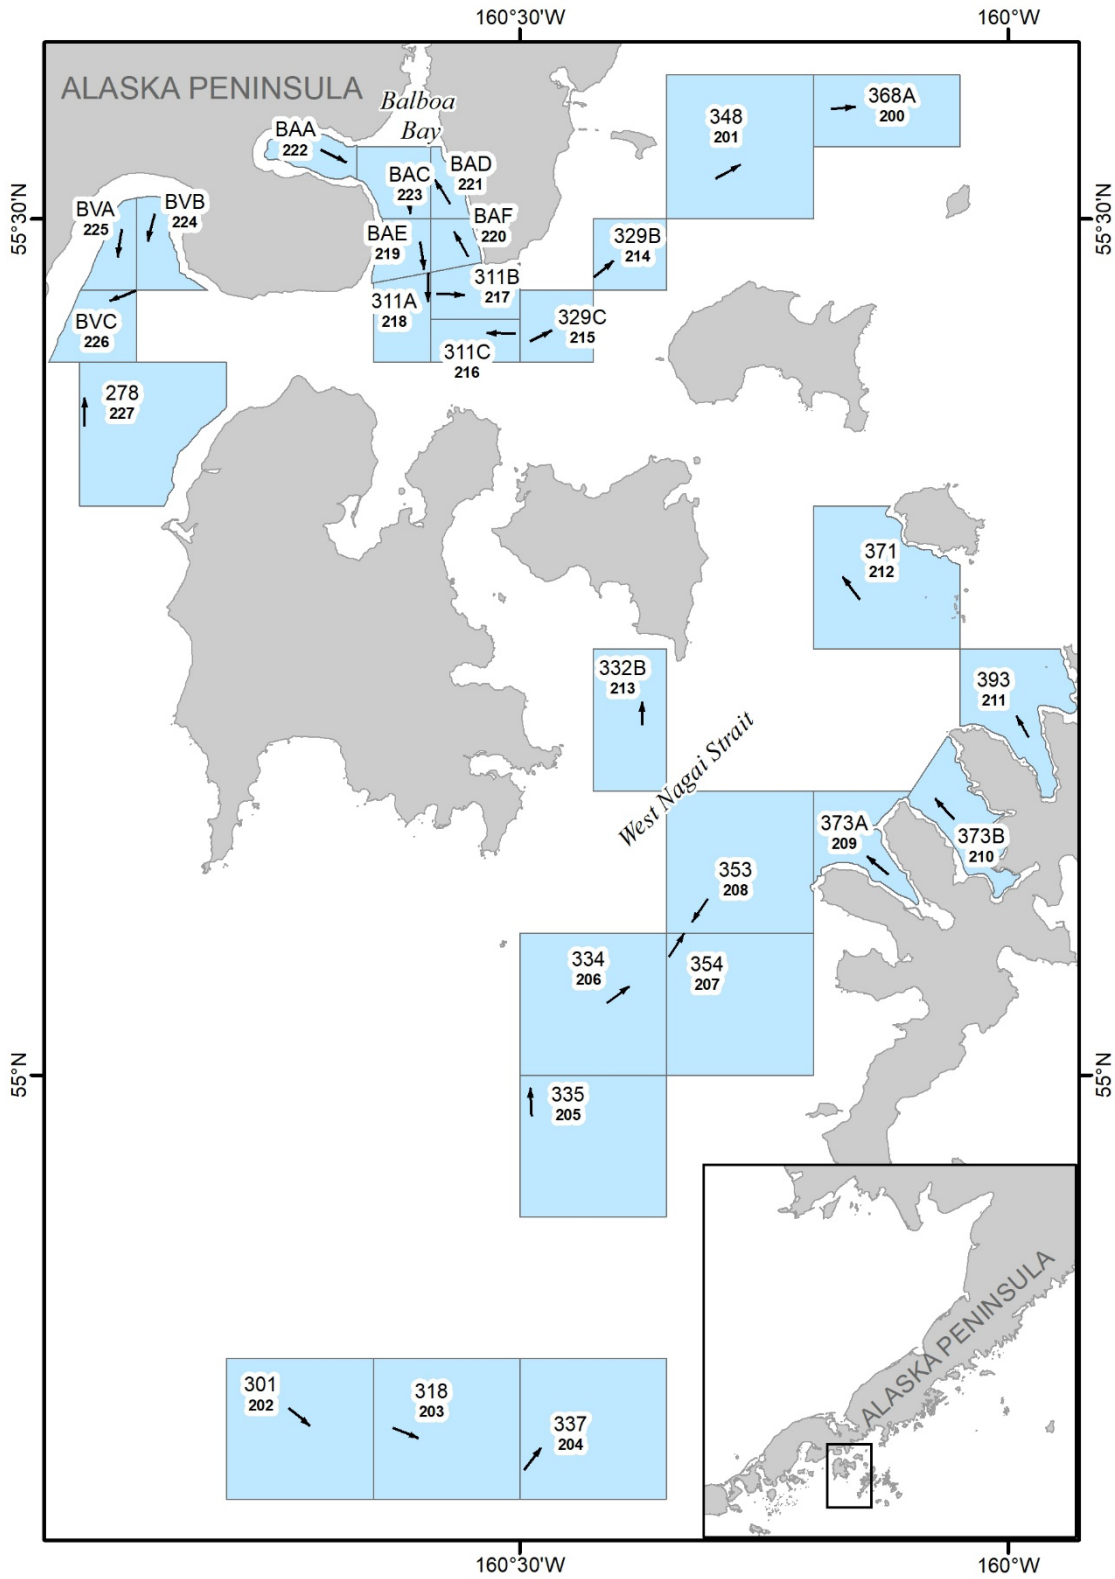 160°30'W
160°W
ALASKA PENINSULA
Balboa
Bay
368A
200
348
201
BAA
222
BAD
221
BAC
223
BVA
225
BVB
224
BAF
220
BAE
219
329B
214
55°30'N
55°30'N
311B
217
311A
218
329C
215
BVC
226
311C
216
278
227
371
212
332B
213
393
211
West Nagai Strait
373A
209
373B
210
353
208
334
206
354
207
55°N
55°N
335
205
ALASKA PENINSULA
301
202
318
203
337
204
160°30'W
160°W